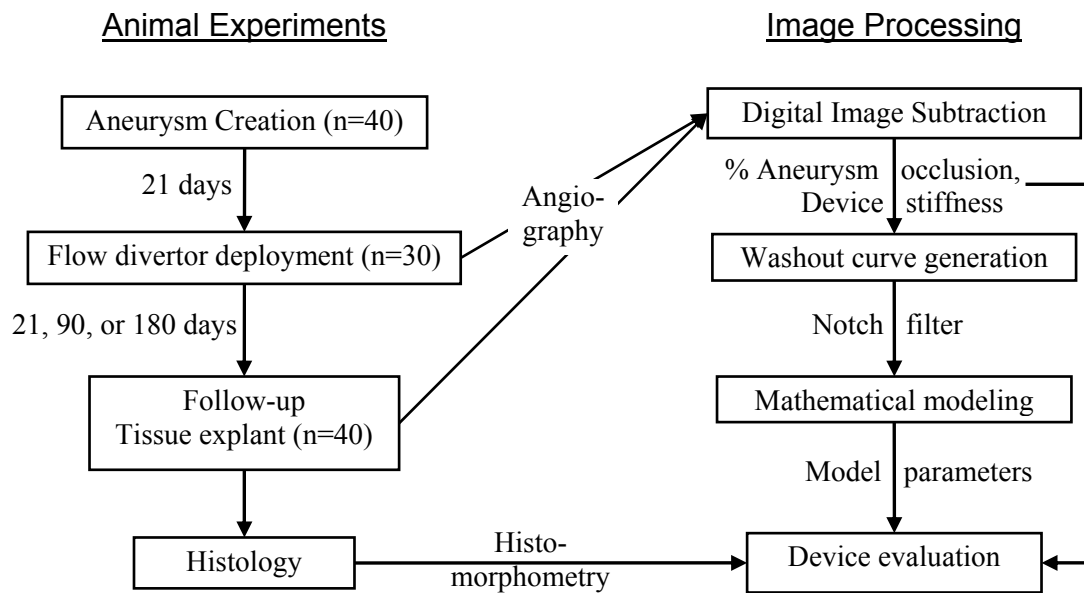 Animal Experiments
Aneurysm Creation (n=40)
21 days
Flow divertor deployment (n=30)
21, 90, or 180 days
Follow-up
Tissue explant (n=40)
Histology
Angio-
graphy
Histo-
morphometry
Image Processing
Digital Image Subtraction
% Aneurysm occlusion,
Device stiffness
Washout curve generation
Notch filter
Mathematical modeling
Model parameters
Device evaluation